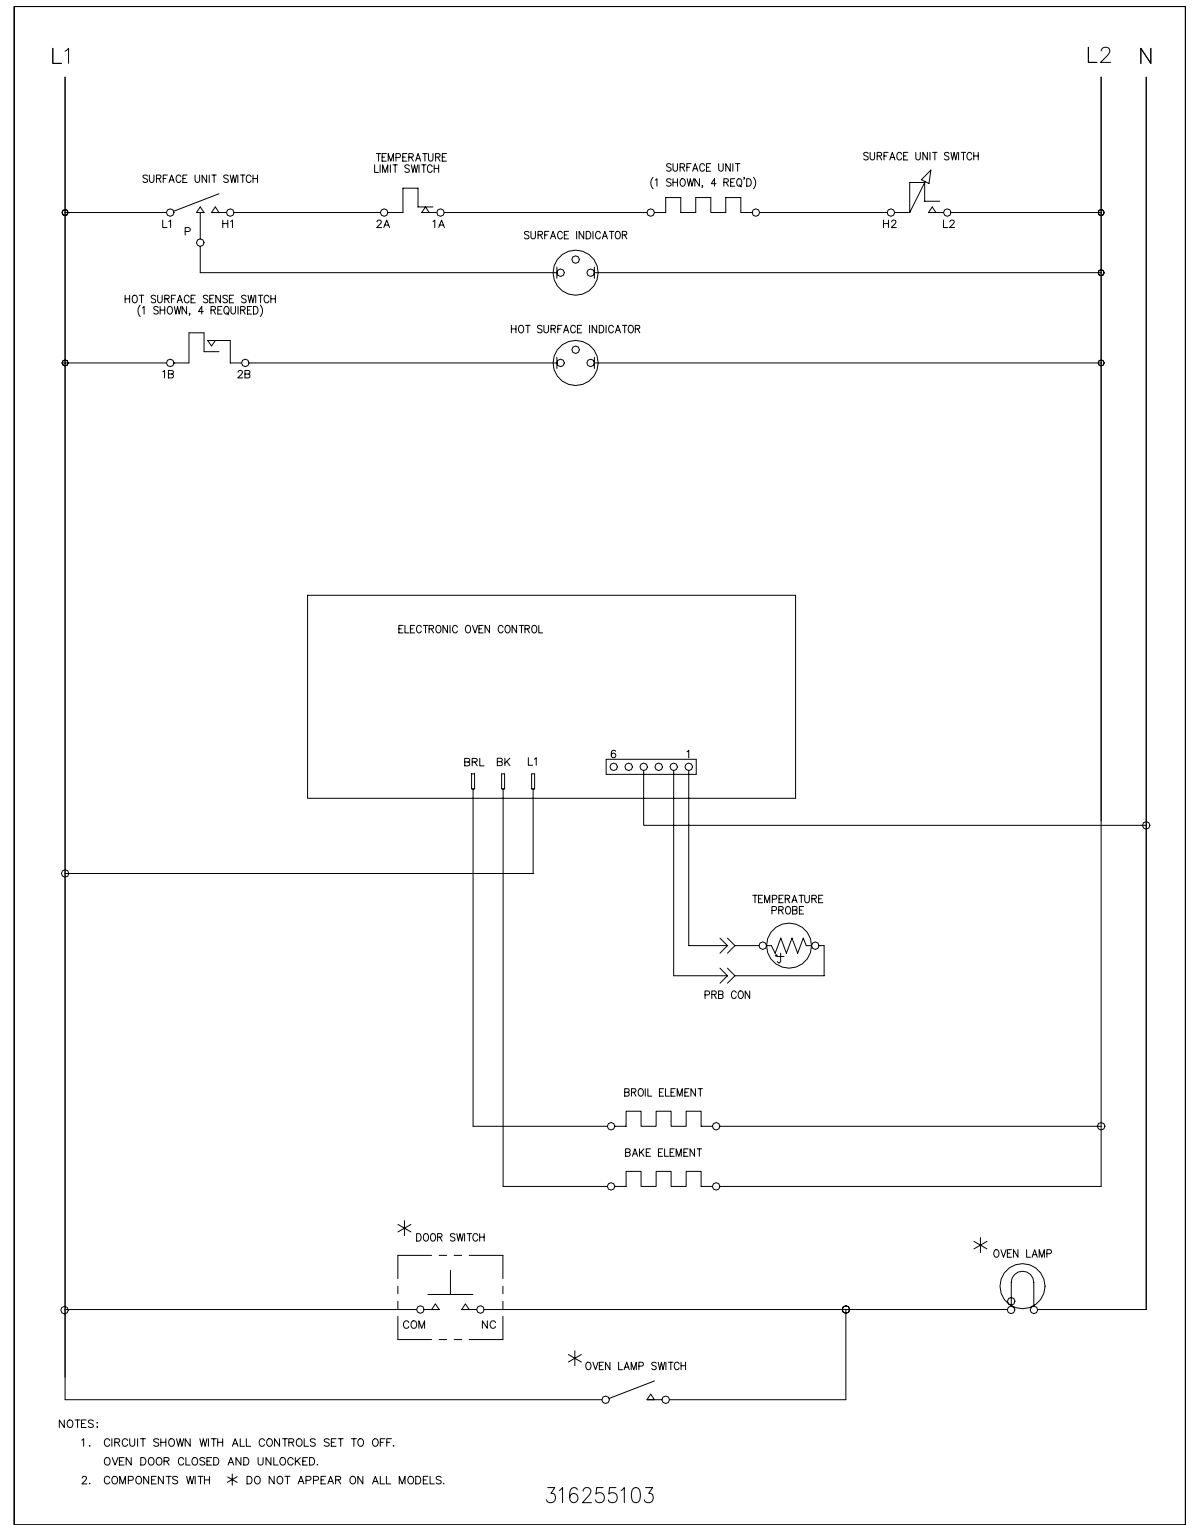 L1
L2 N
TEMPERATURE
LIMIT SWITCH
SURFACE UNIT SWITCH
SURFACE UNIT
(1 SHOWN, 4 REQ'D)
SURFACE UNIT SWITCH
L1
P
H1
2A
1A
H2
L2
SURFACE INDICATOR
HOT SURFACE SENSE SWITCH
(1 SHOWN, 4 REQUIRED)
HOT SURFACE INDICATOR
1B
2B
ELECTRONIC OVEN CONTROL
BRL BK L1
6 1
TEMPERATURE
PROBE
PRB CON
BROIL ELEMENT
BAKE ELEMENT
* DOOR SWITCH
* OVEN LAMP
COM NC
* OVEN LAMP SWITCH
NOTES:
1. CIRCUIT SHOWN WITH ALL CONTROLS SET TO OFF.
OVEN DOOR CLOSED AND UNLOCKED.
2. COMPONENTS WITH * DO NOT APPEAR ON ALL MODELS.
316255103